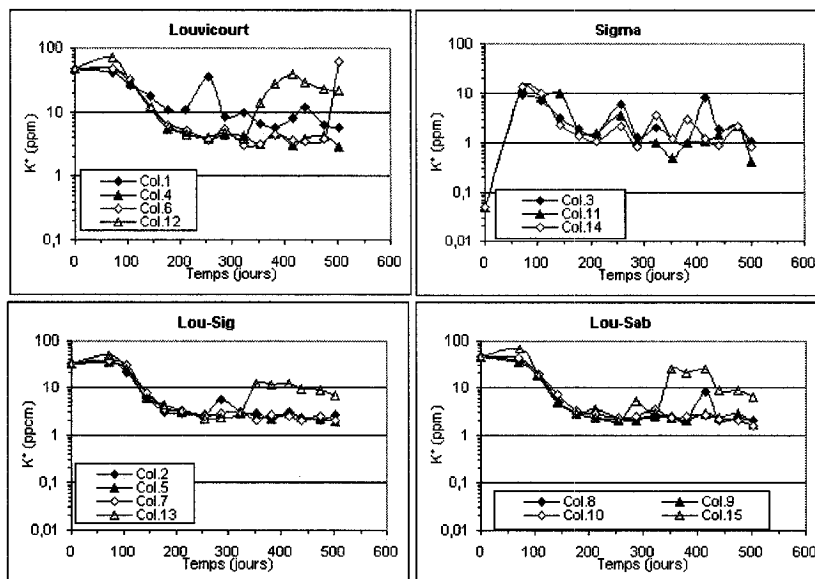 Louvicourt
100
10
1
0,1
K⁺ (ppm)
Col.1
Col.4
Col.6
Col.12
0 100 200 300 400 500 600
Temps (jours)
Sigma
100
10
1
0,1
0,01
K⁺ (ppm)
Col.3
Col.11
Col.14
0 100 200 300 400 500 600
Temps (jours)
Lou-Sig
100
10
1
0,1
0,01
K⁺ (ppcm)
Col.2
Col.5
Col.7
Col.13
0 100 200 300 400 500 600
Temps (jours)
Lou-Sab
100
10
1
0,1
0,01
K⁺ (ppm)
Col.8 Col.9
Col.10 Col.15
0 100 200 300 400 500 600
Temps (jours)